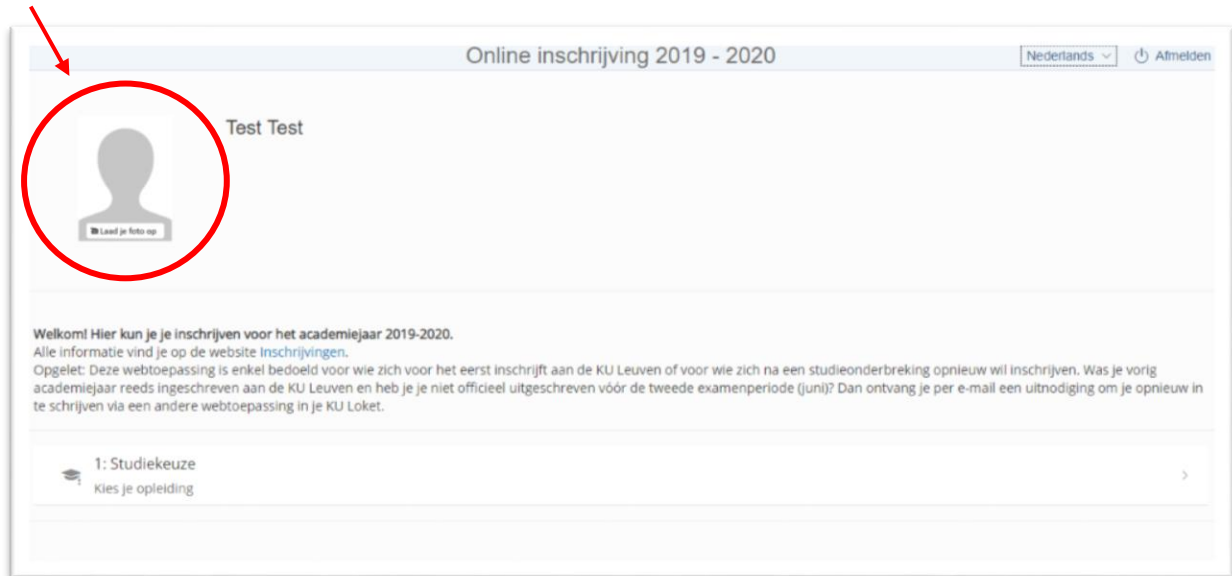 Online inschrijving 2019 - 2020
Nederlands
Afmelden
Test Test
Laad je foto op
Welkom! Hier kun je je inschrijven voor het academiejaar 2019-2020.
Alle informatie vind je op de website Inschrijvingen.
Opgelet: Deze webtoepassing is enkel bedoeld voor wie zich voor het eerst inschrijft aan de KU Leuven of voor wie zich na een studieonderbreking opnieuw wil inschrijven. Was je vorig
academiejaar reeds ingeschreven aan de KU Leuven en heb je je niet officieel uitgeschreven vóór de tweede examenperiode (juni)? Dan ontvang je per e-mail een uitnodiging om je opnieuw in
te schrijven via een andere webtoepassing in je KU Loket.
1: Studiekeuze
Kies je opleiding